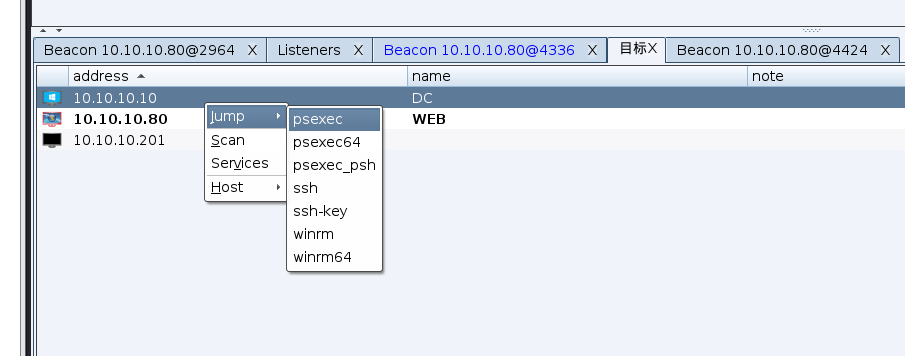 Beacon 10.10.10.80@2964 X Listeners X Beacon 10.10.10.80@4336 X 目标X Beacon 10.10.10.80@4424 X
address name note
10.10.10.10 DC
10.10.10.80 WEB
10.10.10.201
Jump
Scan
Services
Host
psexec
psexec64
psexec_psh
ssh
ssh-key
winrm
winrm64